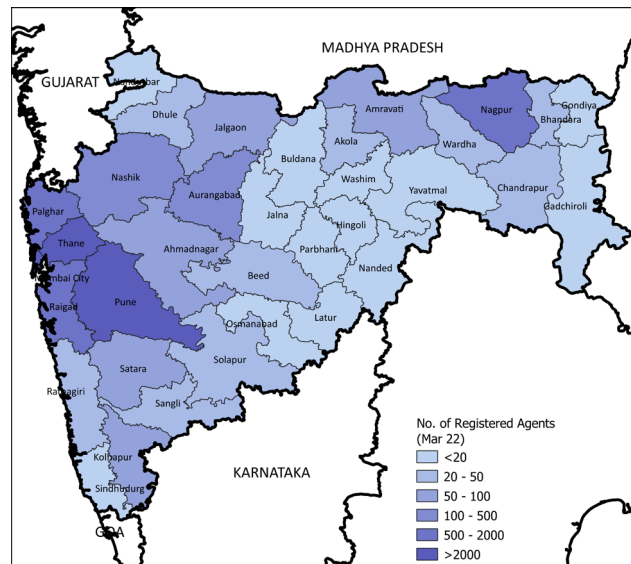 MADHYA PRADESH
GUJARAT
Nandurbar
Dhule
Jalgaon
Amravati
Nagpur
Gondiya
Bhandara
Buldana
Akola
Wardha
Nashik
Aurangabad
Washim
Yavatmal
Chandrapur
Gadchiroli
Palghar
Jalna
Hingoli
Thane
Ahmadnagar
Parbhani
Nanded
mbai City
Beed
Raigad
Pune
Osmanabad
Latur
Satara
Solapur
Ratnagiri
Sangli
Kolhapur
Sindhudurg
KARNATAKA
GOA
No. of Registered Agents
(Mar 22)
<20
20 - 50
50 - 100
100 - 500
500 - 2000
>2000